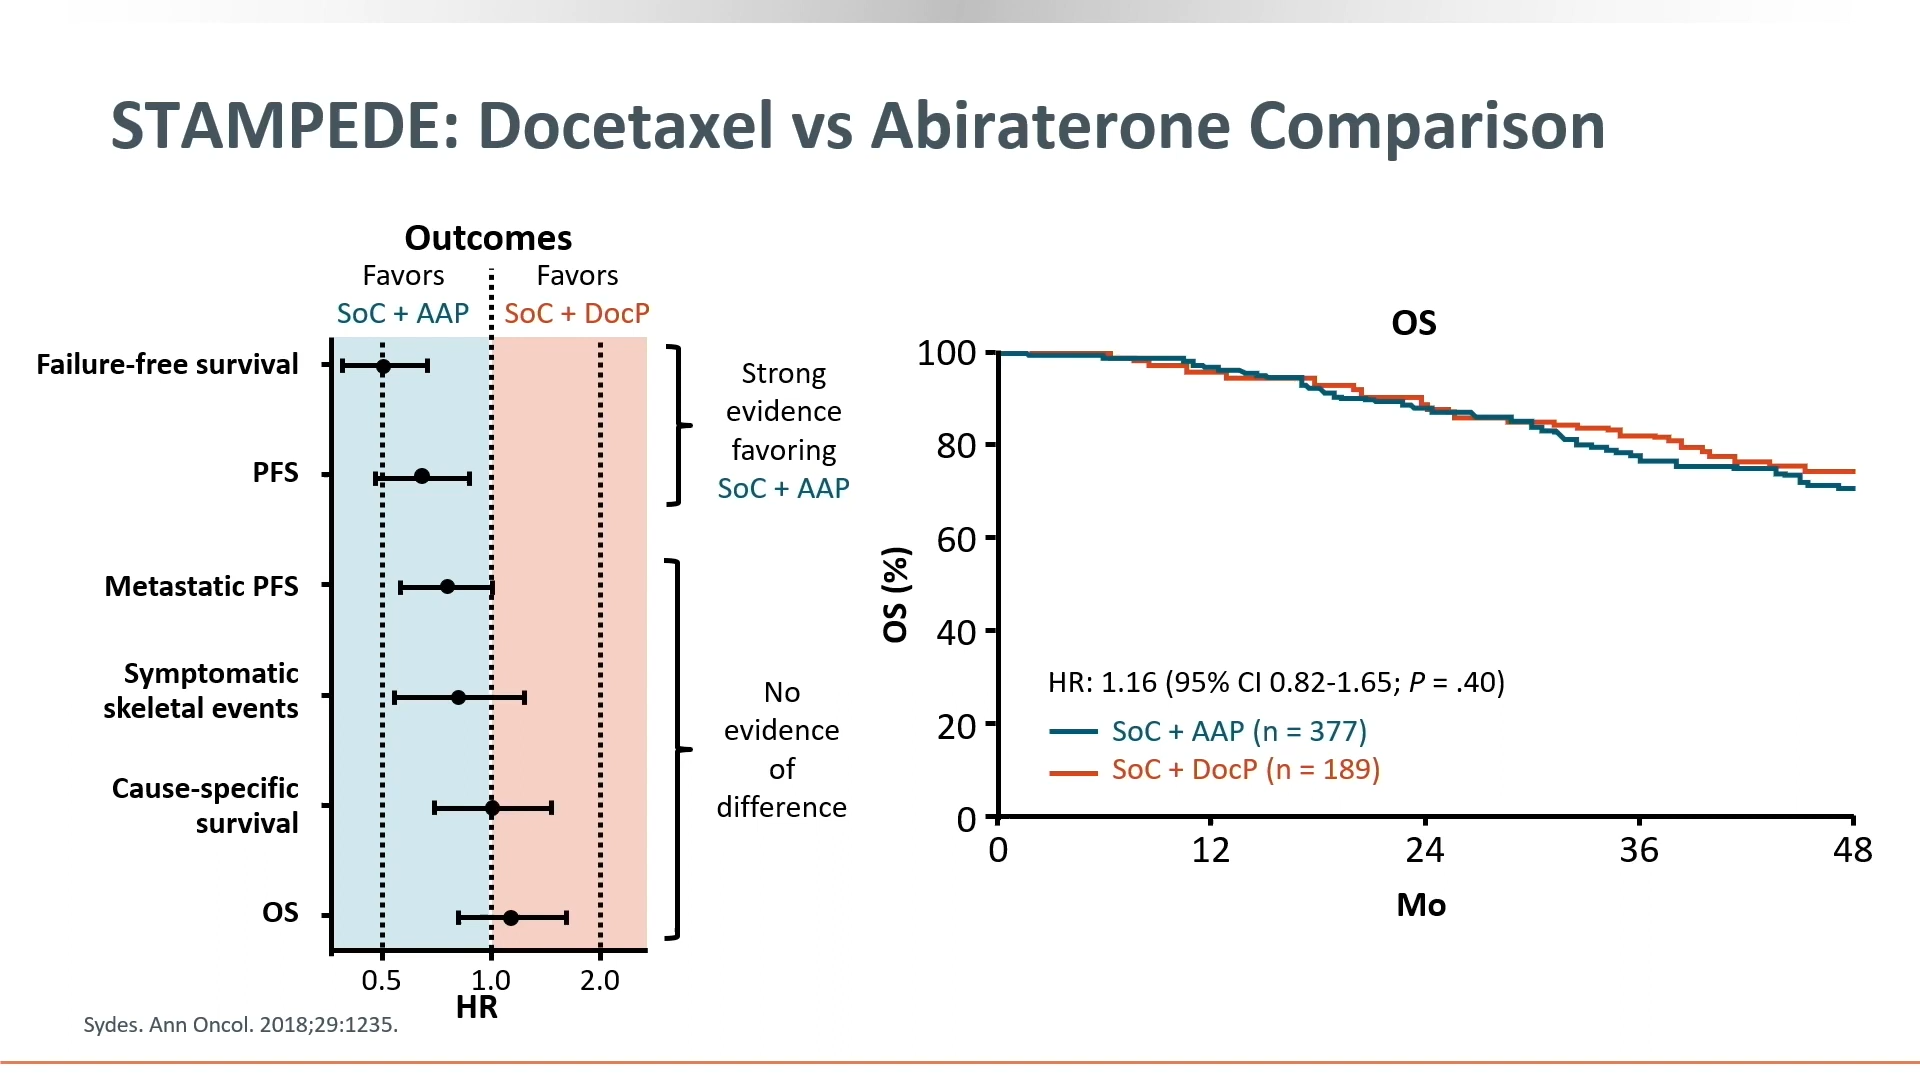 STAMPEDE: Docetaxel vs Abiraterone Comparison
Outcomes
Favors
SoC + AAP
Favors
SoC + DocP
Failure-free survival
PFS
Metastatic PFS
Symptomatic
skeletal events
Cause-specific
survival
OS
0.5
1.0
2.0
HR
Strong
evidence
favoring
SoC + AAP
No
evidence
of
difference
OS
OS (%)
100
80
60
40
20
0
HR: 1.16 (95% CI 0.82-1.65; P = .40)
SoC + AAP (n = 377)
SoC + DocP (n = 189)
0
12
24
36
48
Mo
Sydes. Ann Oncol. 2018;29:1235.